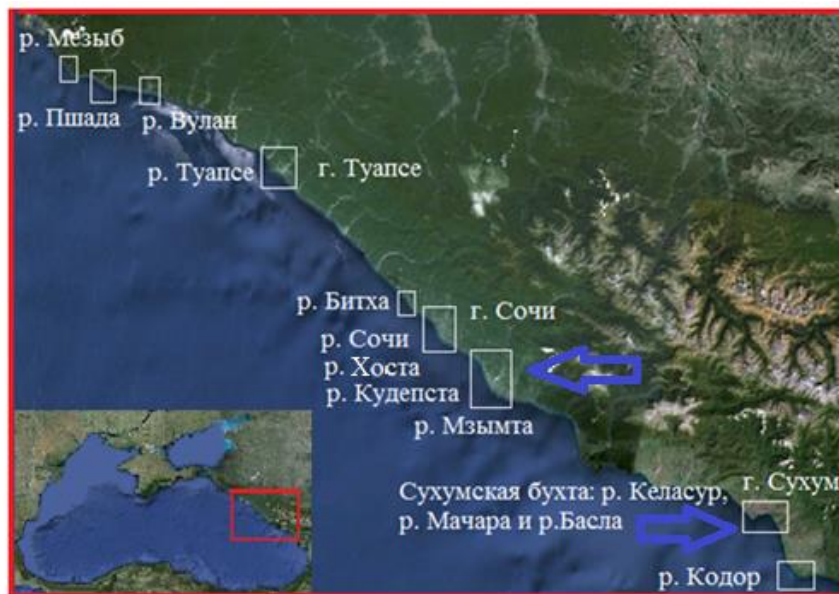 р. Мезыб
р. Пшада
р. Вулан
р. Туапсе
г. Туапсе
р. Битха
г. Сочи
р. Сочи
р. Хоста
р. Кудепста
р. Мзымта
г. Сухум
Сухумская бухта: р. Келасур,
р. Мачара и р.Басла
р. Кодор